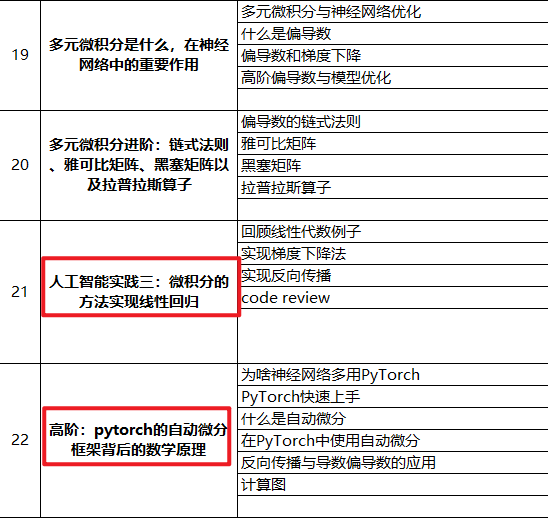 19
多元微积分是什么，在神经
网络中的重要作用
多元微积分与神经网络优化
什么是偏导数
偏导数和梯度下降
高阶偏导数与模型优化
20
多元微积分进阶：链式法则
、雅可比矩阵、黑塞矩阵以
及拉普拉斯算子
偏导数的链式法则
雅可比矩阵
黑塞矩阵
拉普拉斯算子
21
人工智能实践三：微积分的
方法实现线性回归
回顾线性代数例子
实现梯度下降法
实现反向传播
code review
22
高阶：pytorch的自动微分
框架背后的数学原理
为啥神经网络多用PyTorch
PyTorch快速上手
什么是自动微分
在PyTorch中使用自动微分
反向传播与导数偏导数的应用
计算图